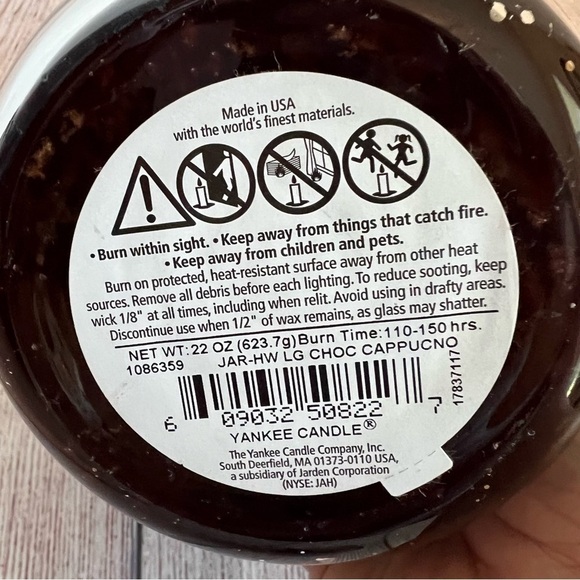 Made in USA
with the world's finest materials.
• Burn within sight. • Keep away from things that catch fire.
• Keep away from children and pets.
Burn on protected, heat-resistant surface away from other heat
sources. Remove all debris before each lighting. To reduce sooting, keep
wick 1/8" at all times, including when relit. Avoid using in drafty areas.
Discontinue use when 1/2" of wax remains, as glass may shatter.
NET WT: 22 OZ (623.7g) Burn Time: 110-150 hrs.
1086359 JAR-HW LG CHOC CAPPUCNO
6 09032 50822 7
17837117
YANKEE CANDLE®
The Yankee Candle Company, Inc.
South Deerfield, MA 01373-0110 USA,
a subsidiary of Jarden Corporation
(NYSE: JAH)